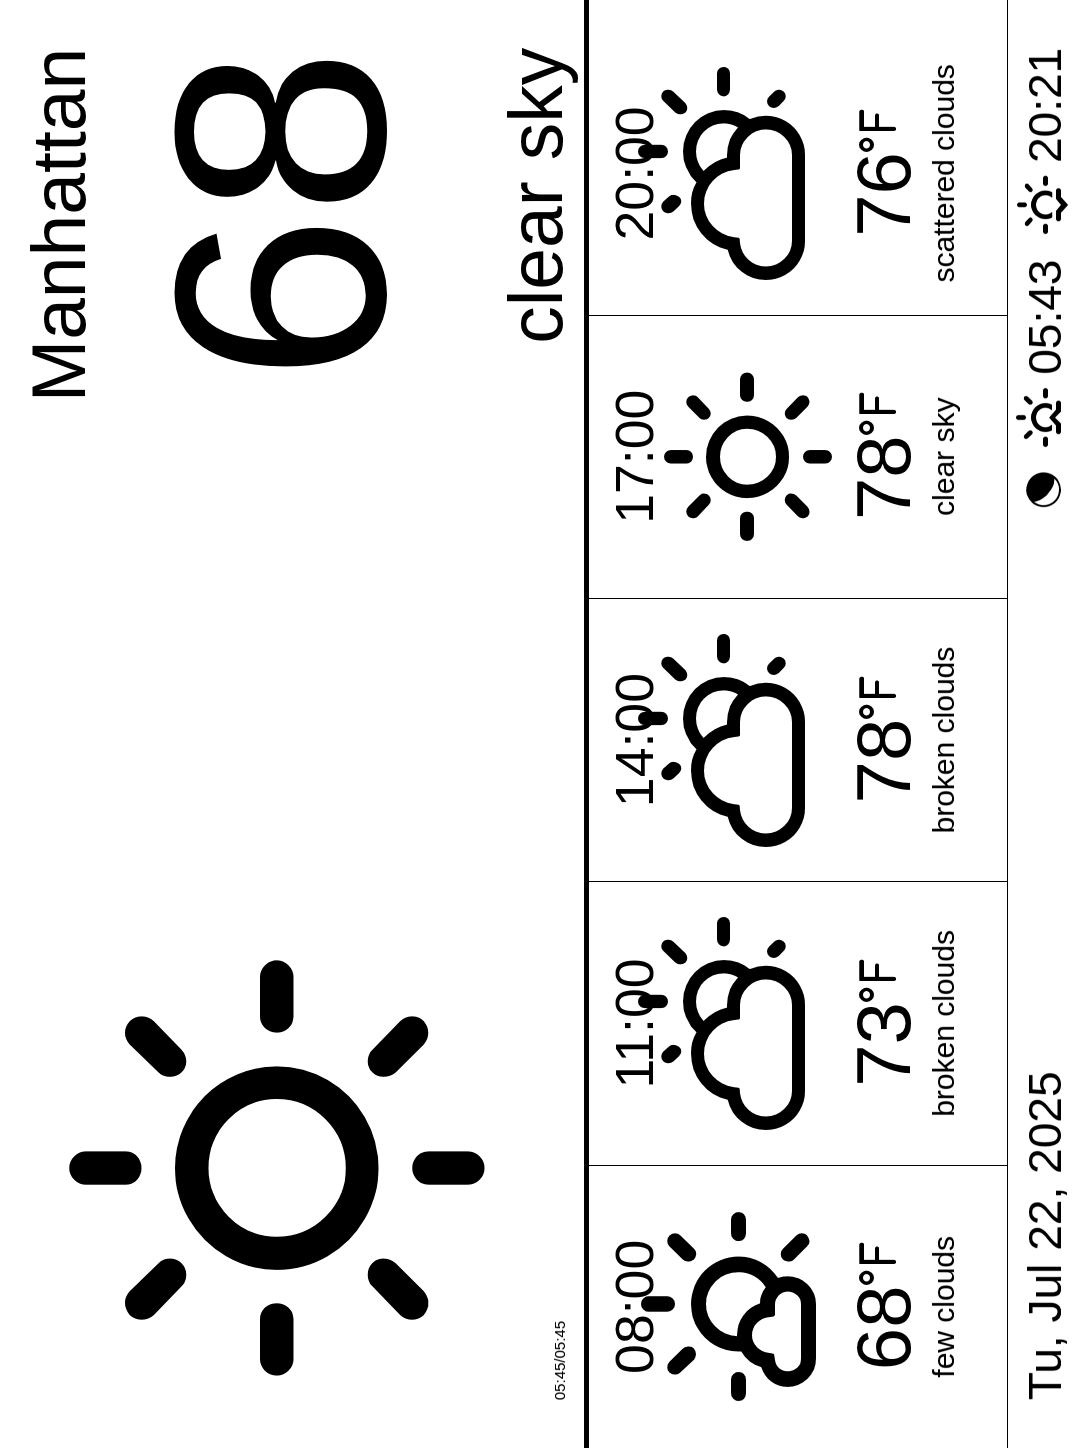 Manhattan
68
clear sky
05:45/05:45
08:00
68°F
few clouds
11:00
73°F
broken clouds
14:00
78°F
broken clouds
17:00
78°F
clear sky
20:00
76°F
scattered clouds
Tu, Jul 22, 2025
05:43
20:21